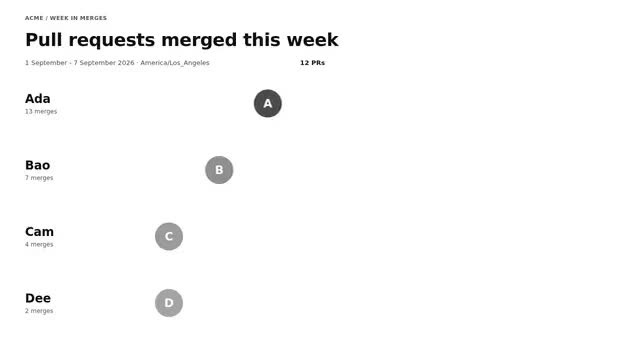 ACME / WEEK IN MERGES
Pull requests merged this week
1 September - 7 September 2026 · America/Los_Angeles 12 PRs
Ada
13 merges
A
Bao
7 merges
B
Cam
4 merges
C
Dee
2 merges
D